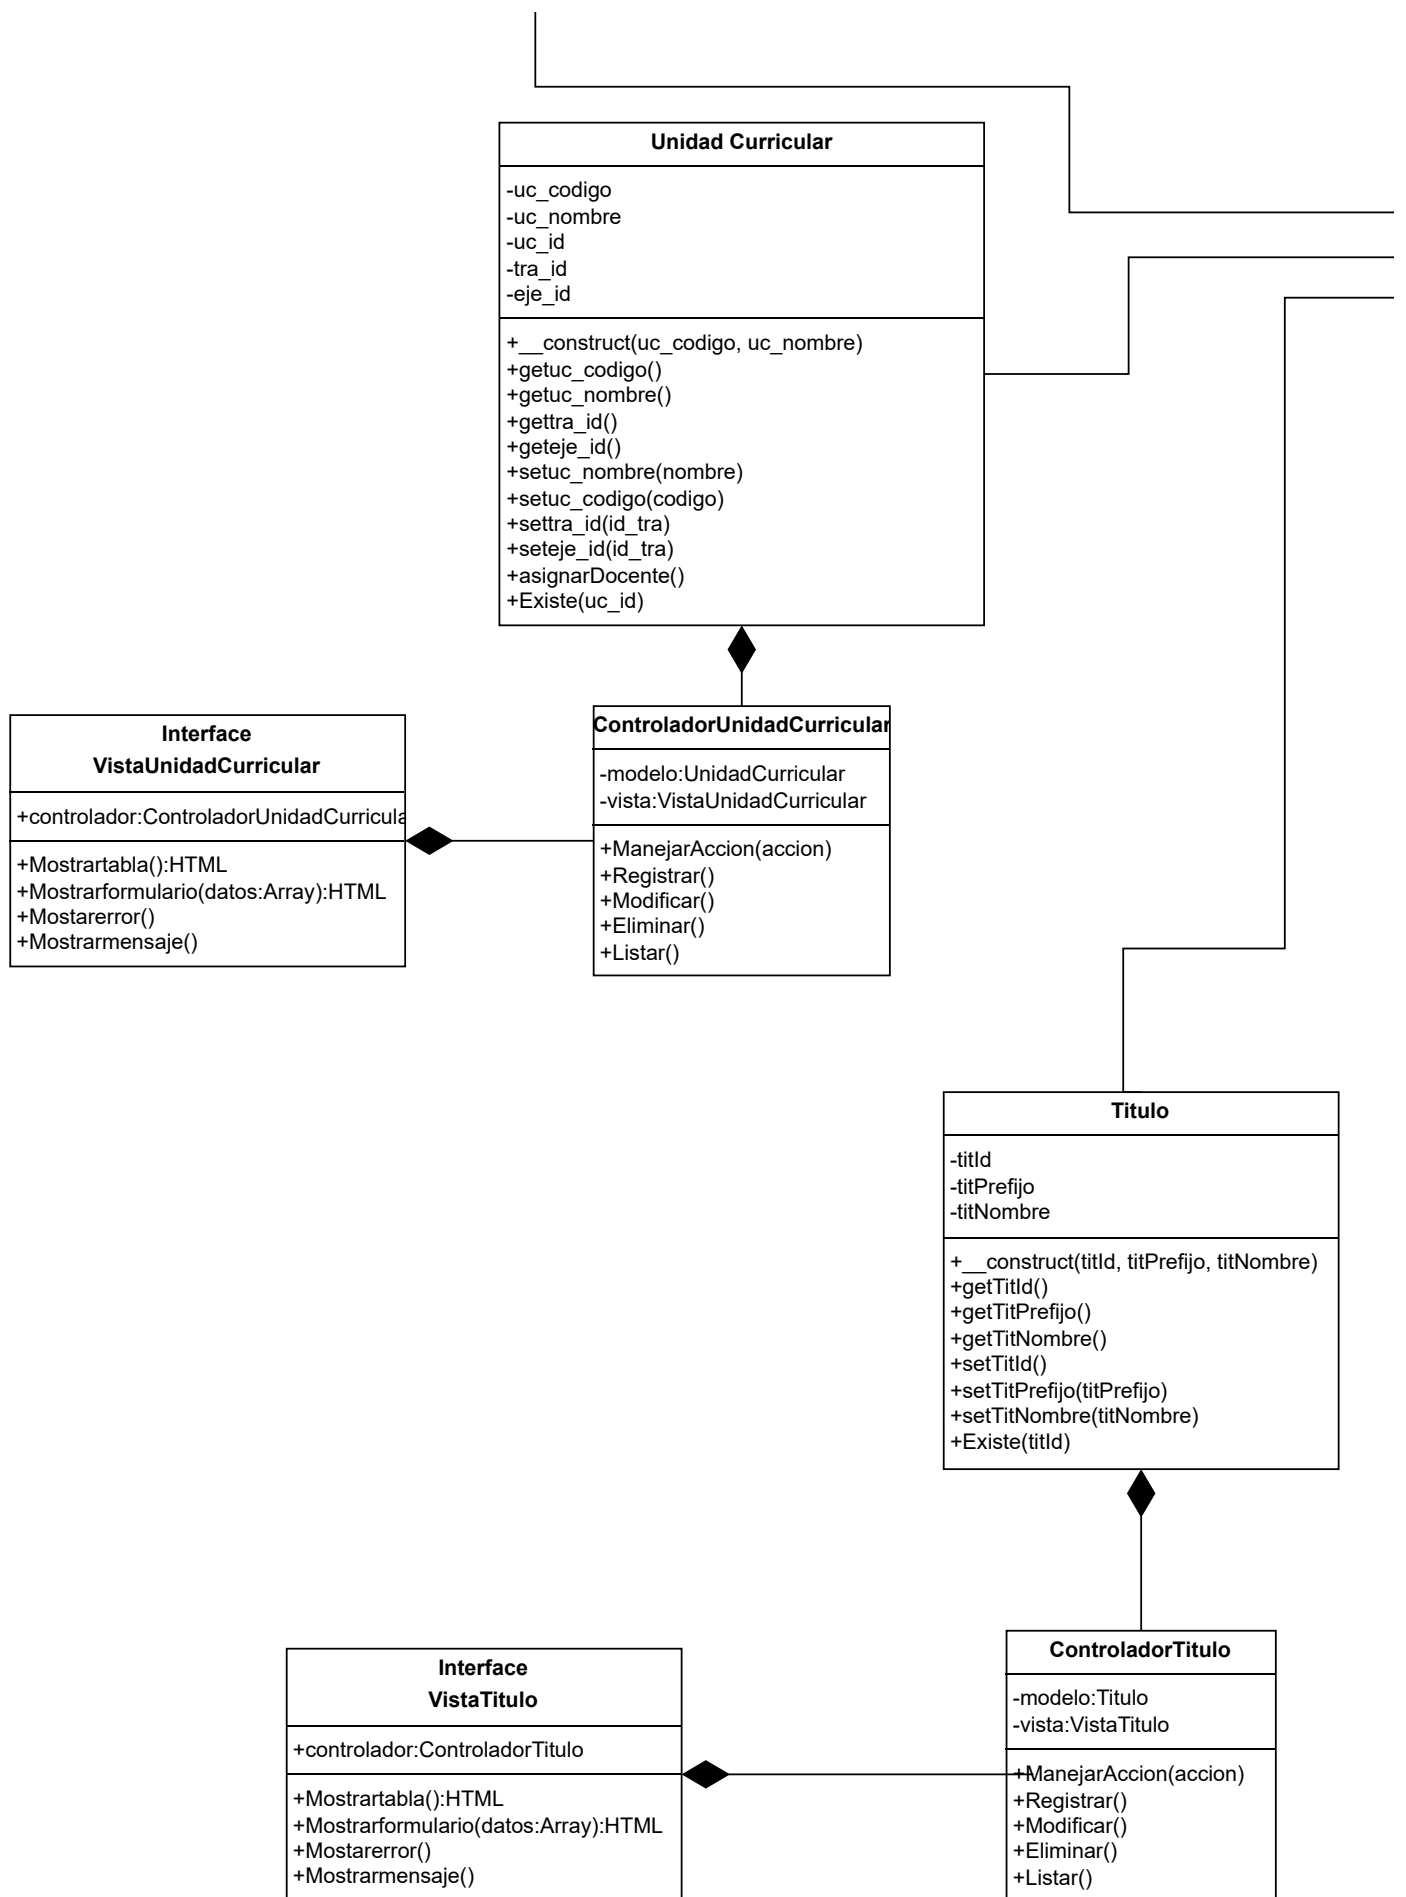 Unidad Curricular
-uc_codigo
-uc_nombre
-uc_id
-tra_id
-eje_id
+__construct(uc_codigo, uc_nombre)
+getuc_codigo()
+getuc_nombre()
+gettra_id()
+geteje_id()
+setuc_nombre(nombre)
+setuc_codigo(codigo)
+settra_id(id_tra)
+seteje_id(id_tra)
+asignarDocente()
+Existe(uc_id)
Interface
VistaUnidadCurricular
+controlador:ControladorUnidadCurricula
+Mostrartabla():HTML
+Mostrarformulario(datos:Array):HTML
+Mostarerror()
+Mostrarmensaje()
ControladorUnidadCurricular
-modelo:UnidadCurricular
-vista:VistaUnidadCurricular
+ManejarAccion(accion)
+Registrar()
+Modificar()
+Eliminar()
+Listar()
Titulo
-titId
-titPrefijo
-titNombre
+__construct(titId, titPrefijo, titNombre)
+getTitId()
+getTitPrefijo()
+getTitNombre()
+setTitId()
+setTitPrefijo(titPrefijo)
+setTitNombre(titNombre)
+Existe(titId)
Interface
VistaTitulo
+controlador:ControladorTitulo
+Mostrartabla():HTML
+Mostrarformulario(datos:Array):HTML
+Mostarerror()
+Mostrarmensaje()
ControladorTitulo
-modelo:Titulo
-vista:VistaTitulo
+ManejarAccion(accion)
+Registrar()
+Modificar()
+Eliminar()
+Listar()